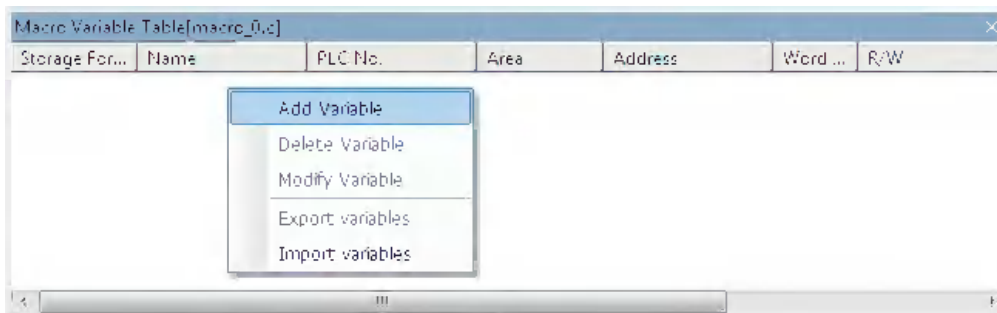 Macro Variable Table[macro_0.c]
Storage For... Name PLC No. Area Address Word ... R/W
Add Variable
Delete Variable
Modify Variable
Export variables
Import variables